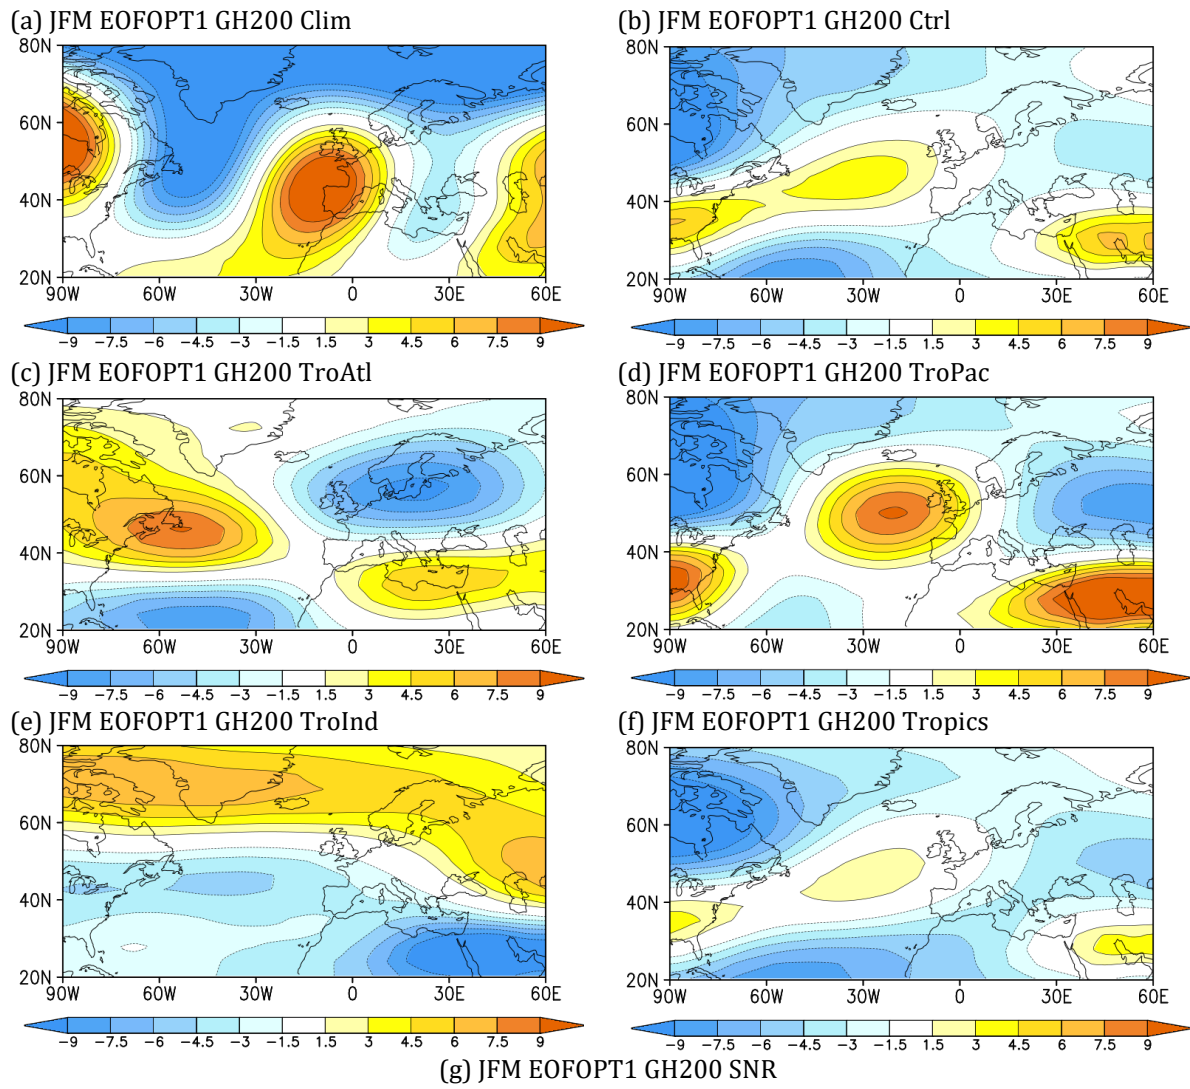 (a) JFM EOFOPT1 GH200 Clim
80N
60N
40N
20N
90W 60W 30W 0 30E 60E
−9 −7.5 −6 −4.5 −3 −1.5 1.5 3 4.5 6 7.5 9
(b) JFM EOFOPT1 GH200 Ctrl
80N
60N
40N
20N
90W 60W 30W 0 30E 60E
−9 −7.5 −6 −4.5 −3 −1.5 1.5 3 4.5 6 7.5 9
(c) JFM EOFOPT1 GH200 TroAtl
80N
60N
40N
20N
90W 60W 30W 0 30E 60E
−9 −7.5 −6 −4.5 −3 −1.5 1.5 3 4.5 6 7.5 9
(d) JFM EOFOPT1 GH200 TroPac
80N
60N
40N
20N
90W 60W 30W 0 30E 60E
−9 −7.5 −6 −4.5 −3 −1.5 1.5 3 4.5 6 7.5 9
(e) JFM EOFOPT1 GH200 TroInd
80N
60N
40N
20N
90W 60W 30W 0 30E 60E
−9 −7.5 −6 −4.5 −3 −1.5 1.5 3 4.5 6 7.5 9
(f) JFM EOFOPT1 GH200 Tropics
80N
60N
40N
20N
90W 60W 30W 0 30E 60E
−9 −7.5 −6 −4.5 −3 −1.5 1.5 3 4.5 6 7.5 9
(g) JFM EOFOPT1 GH200 SNR